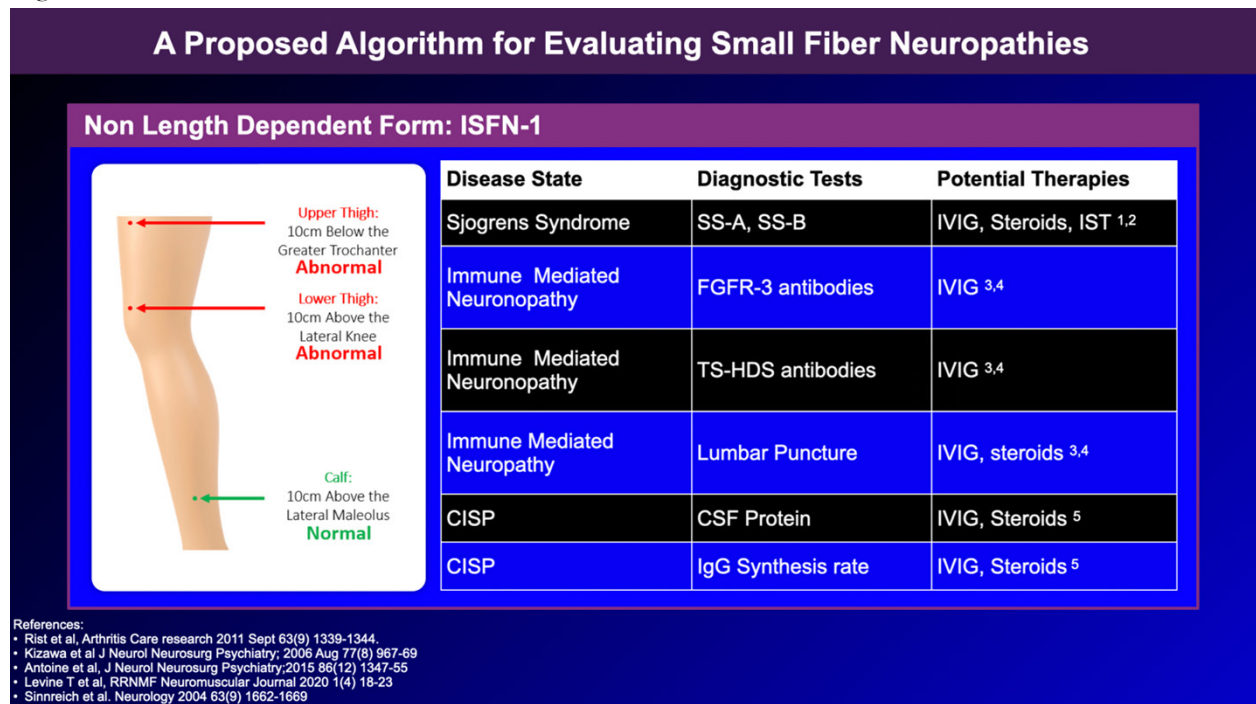 A Proposed Algorithm for Evaluating Small Fiber Neuropathies
Non Length Dependent Form: ISFN-1
Upper Thigh:
10cm Below the
Greater Trochanter
Abnormal
Lower Thigh:
10cm Above the
Lateral Knee
Abnormal
Calf:
10cm Above the
Lateral Maleolus
Normal
Disease State Diagnostic Tests Potential Therapies
Sjogrens Syndrome SS-A, SS-B IVIG, Steroids, IST 1,2
Immune Mediated
Neuronopathy FGFR-3 antibodies IVIG 3,4
Immune Mediated
Neuronopathy TS-HDS antibodies IVIG 3,4
Immune Mediated
Neuropathy Lumbar Puncture IVIG, steroids 3,4
CISP CSF Protein IVIG, Steroids 5
CISP IgG Synthesis rate IVIG, Steroids 5
References:
• Rist et al, Arthritis Care research 2011 Sept 63(9) 1339-1344.
• Kizawa et al J Neurol Neurosurg Psychiatry; 2006 Aug 77(8) 967-69
• Antoine et al, J Neurol Neurosurg Psychiatry;2015 86(12) 1347-55
• Levine T et al, RRNMF Neuromuscular Journal 2020 1(4) 18-23
• Sinnreich et al. Neurology 2004 63(9) 1662-1669